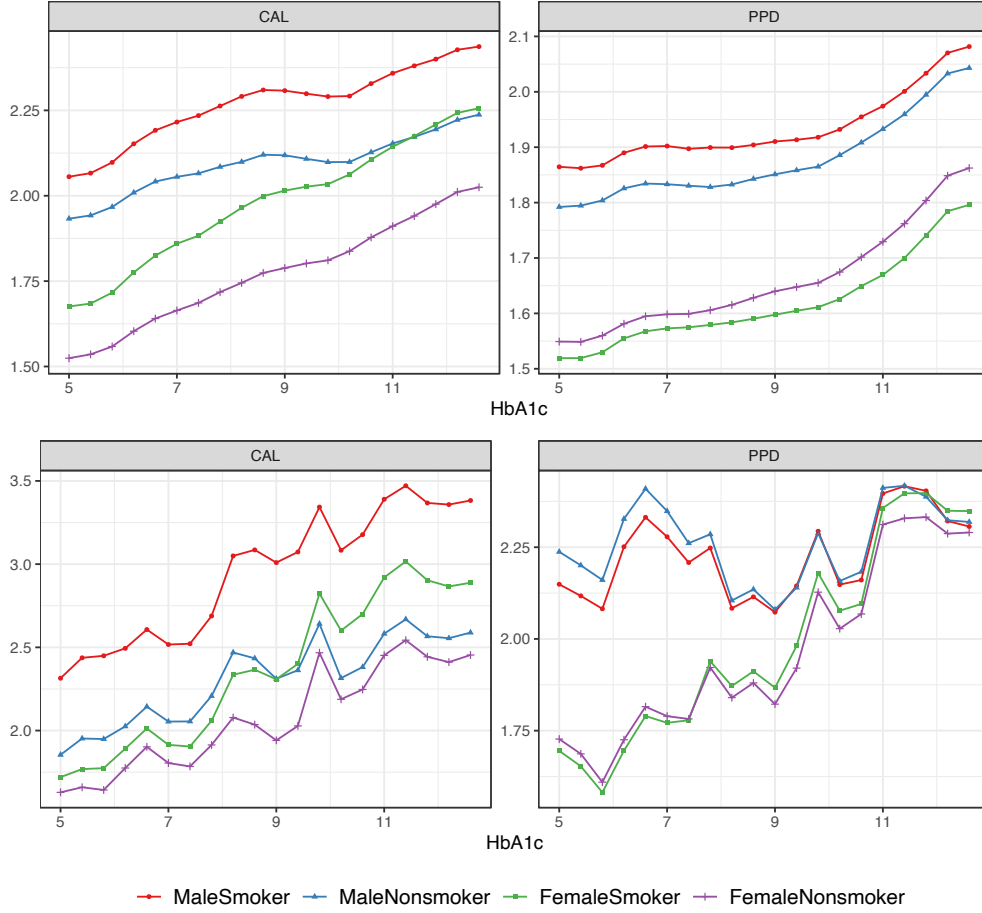 CAL PPD
2.25
2.00
1.75
1.50
2.1
2.0
1.9
1.8
1.7
1.6
1.5
5 7 9 11 5 7 9 11
HbA1c
CAL PPD
3.5
3.0
2.5
2.0
2.25
2.00
1.75
5 7 9 11 5 7 9 11
HbA1c
MaleSmoker MaleNonsmoker FemaleSmoker FemaleNonsmoker